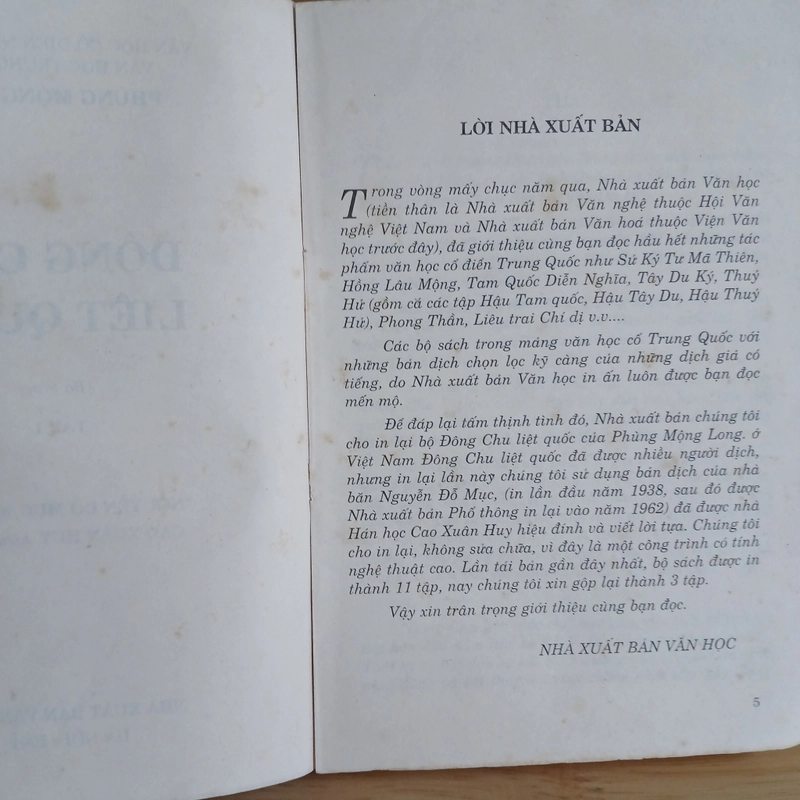 LỜI NHÀ XUẤT BẢN
Trong vòng mấy chục năm qua, Nhà xuất bản Văn học
(tiền thân là Nhà xuất bản Văn nghệ thuộc Hội Văn
nghệ Việt Nam và Nhà xuất bản Văn hoá thuộc Viện Văn
học trước đây), đã giới thiệu cùng bạn đọc hầu hết những tác
phẩm văn học cổ điển Trung Quốc như Sử Ký Tư Mã Thiên,
Hồng Lâu Mộng, Tam Quốc Diễn Nghĩa, Tây Du Ký, Thuỷ
Hử (gồm cả các tập Hậu Tam quốc, Hậu Tây Du, Hậu Thuỷ
Hử), Phong Thần, Liêu trai Chí dị v.v....
Các bộ sách trong mảng văn học cổ Trung Quốc với
những bản dịch chọn lọc kỹ càng của những dịch giả có
tiếng, do Nhà xuất bản Văn học in ấn luôn được bạn đọc
mến mộ.
Để đáp lại tấm thịnh tình đó, Nhà xuất bản chúng tôi
cho in lại bộ Đông Chu liệt quốc của Phùng Mộng Long. ở
Việt Nam Đông Chu liệt quốc đã được nhiều người dịch,
nhưng in lại lần này chúng tôi sử dụng bản dịch của nhà
băn Nguyễn Đỗ Mục, (in lần đầu năm 1938, sau đó được
Nhà xuất bản Phổ thông in lại vào năm 1962) đã được nhà
Hán học Cao Xuân Huy hiệu đính và viết lời tựa. Chúng tôi
cho in lại, không sửa chữa, vì đây là một công trình có tính
nghệ thuật cao. Lần tái bản gần đây nhất, bộ sách được in
thành 11 tập, nay chúng tôi xin gộp lại thành 3 tập.
Vậy xin trân trọng giới thiệu cùng bạn đọc.
NHÀ XUẤT BẢN VĂN HỌC
5